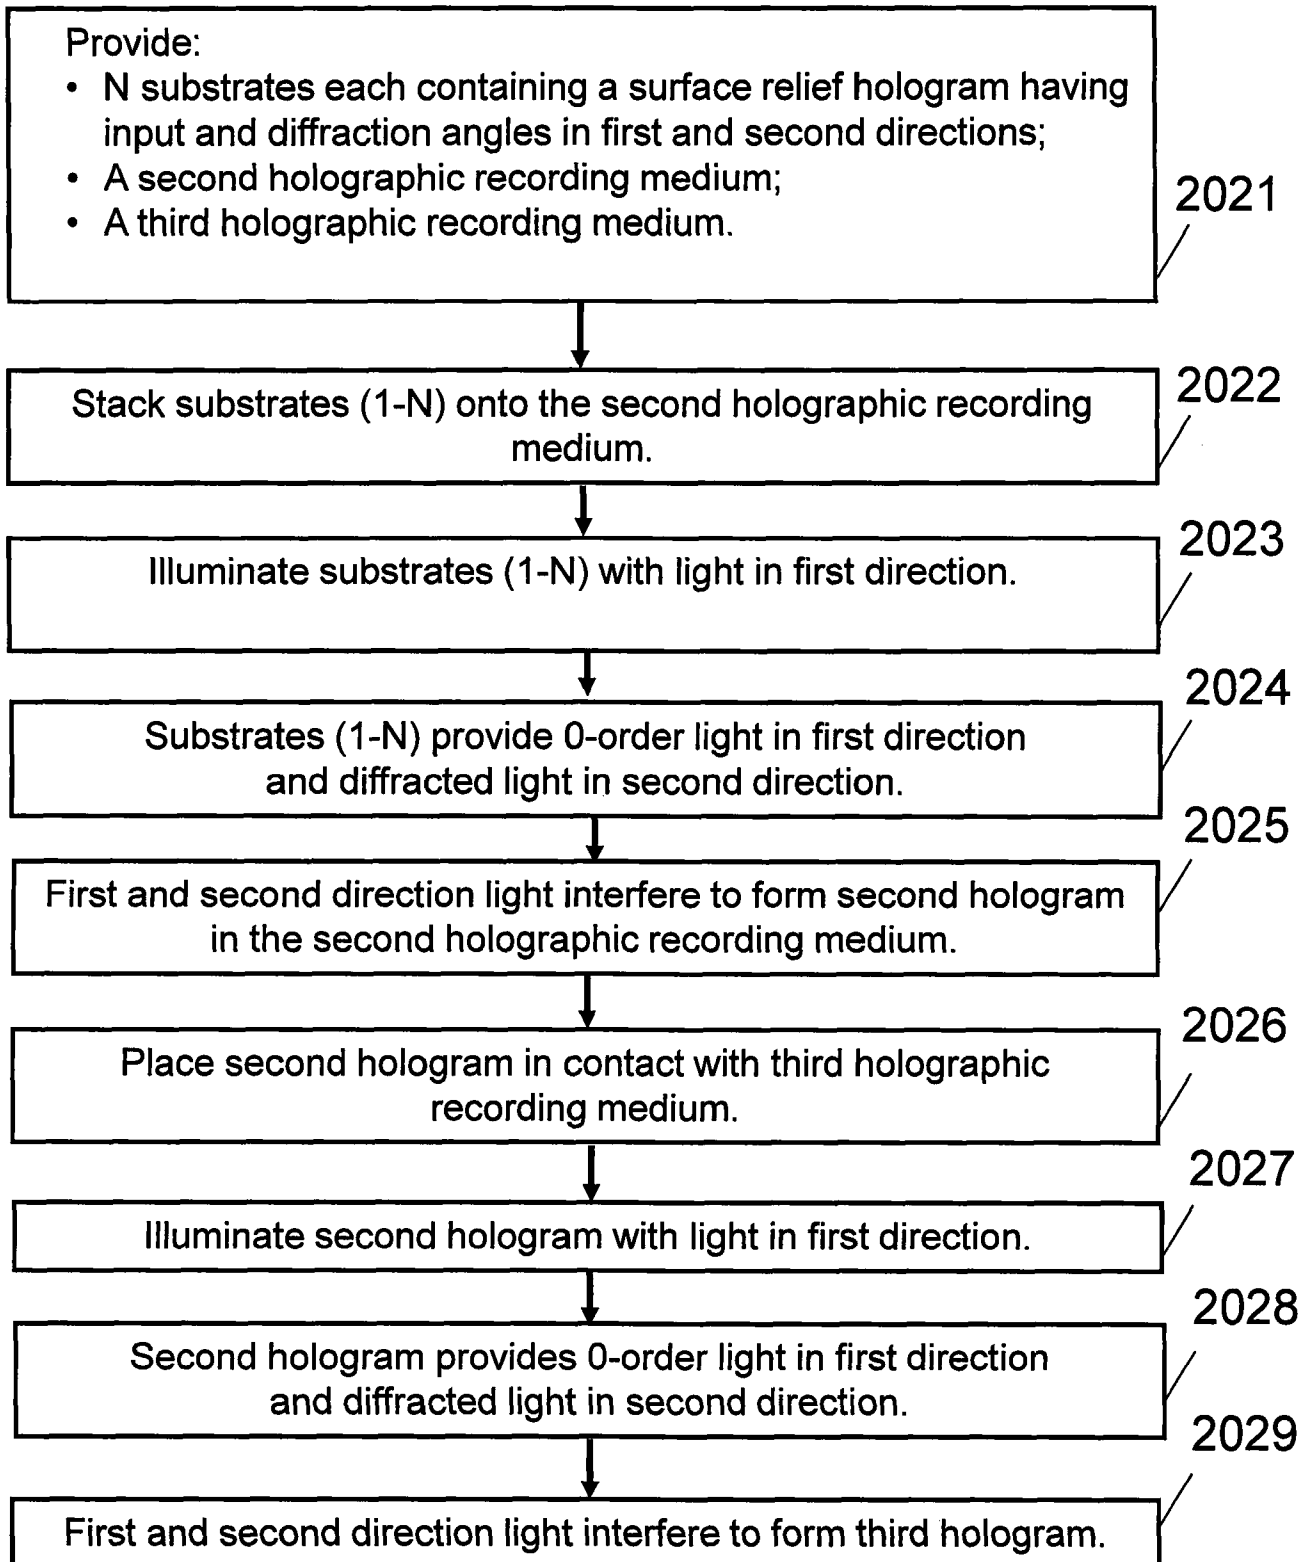 Provide:
• N substrates each containing a surface relief hologram having
input and diffraction angles in first and second directions;
• A second holographic recording medium;
• A third holographic recording medium.
2021
Stack substrates (1-N) onto the second holographic recording
medium.
2022
Illuminate substrates (1-N) with light in first direction.
2023
Substrates (1-N) provide 0-order light in first direction
and diffracted light in second direction.
2024
First and second direction light interfere to form second hologram
in the second holographic recording medium.
2025
Place second hologram in contact with third holographic
recording medium.
2026
Illuminate second hologram with light in first direction.
2027
Second hologram provides 0-order light in first direction
and diffracted light in second direction.
2028
First and second direction light interfere to form third hologram.
2029